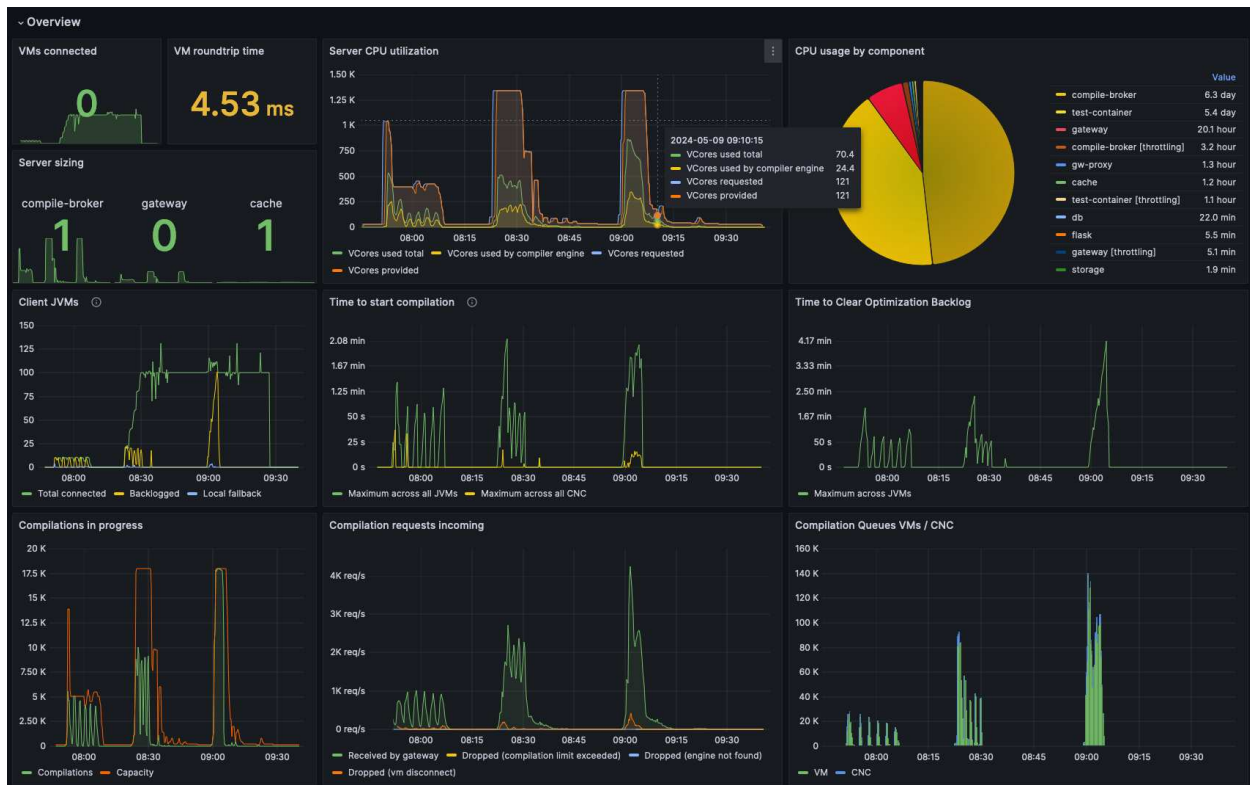 Overview
VMs connected
0
VM roundtrip time
4.53 ms
Server sizing
compile-broker gateway cache
1 0 1
Server CPU utilization
1.50 K
1.25 K
1 K
750
500
250
0
08:00 08:15 08:30 08:45 09:00 09:15 09:30
VCores used total VCores used by compiler engine VCores requested
VCores provided
2024-05-09 09:10:15
VCores used total 70.4
VCores used by compiler engine 24.4
VCores requested 121
VCores provided 121
CPU usage by component
Value
compile-broker 6.3 day
test-container 5.4 day
gateway 20.1 hour
compile-broker [throttling] 3.2 hour
gw-proxy 1.3 hour
cache 1.2 hour
test-container [throttling] 1.1 hour
db 22.0 min
flask 5.5 min
gateway [throttling] 5.1 min
storage 1.9 min
Client JVMs
150
125
100
75
50
25
0
08:00 08:30 09:00 09:30
Total connected Backlogged Local fallback
Time to start compilation
2.08 min
1.67 min
1.25 min
50 s
25 s
0 s
08:00 08:15 08:30 08:45 09:00 09:15 09:30
Maximum across all JVMs Maximum across all CNC
Time to Clear Optimization Backlog
4.17 min
3.33 min
2.50 min
1.67 min
50 s
0 s
08:00 08:15 08:30 08:45 09:00 09:15 09:30
Maximum across JVMs
Compilations in progress
20 K
17.5 K
15 K
12.5 K
10 K
7.50 K
5 K
2.50 K
0
08:00 08:30 09:00 09:30
Compilations Capacity
Compilation requests incoming
4K req/s
3K req/s
2K req/s
1K req/s
0 req/s
08:00 08:15 08:30 08:45 09:00 09:15 09:30
Received by gateway Dropped (compilation limit exceeded) Dropped (engine not found)
Dropped (vm disconnect)
Compilation Queues VMs / CNC
160 K
140 K
120 K
100 K
80 K
60 K
40 K
20 K
0
08:00 08:15 08:30 08:45 09:00 09:15 09:30
VM CNC